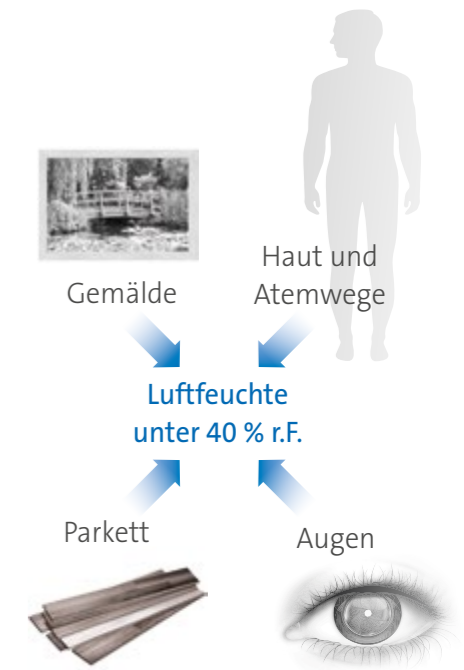 Gemälde
Haut und
Atemwege
Luftfeuchte
unter 40 % r.F.
Parkett
Augen